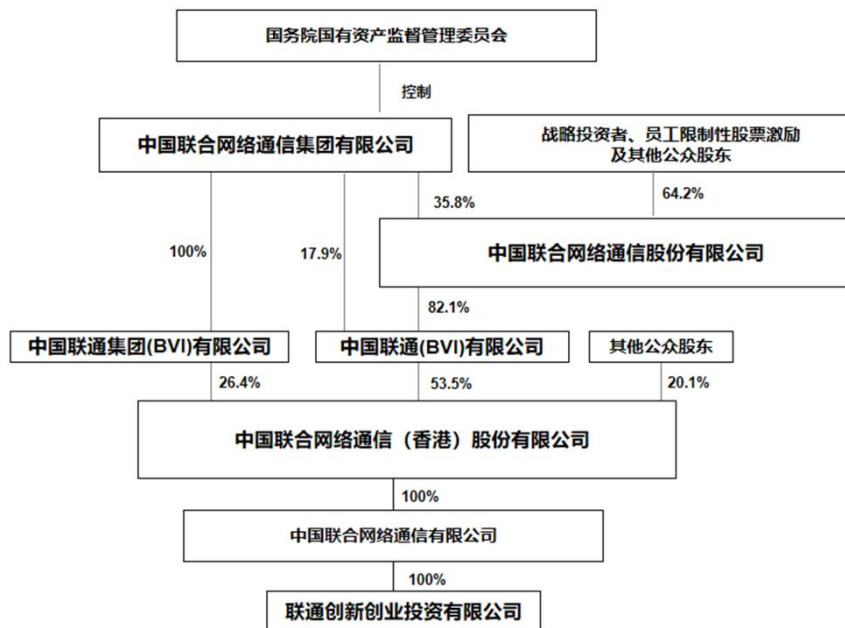 国务院国有资产监督管理委员会
控制
中国联合网络通信集团有限公司
战略投资者、员工限制性股票激励
及其他公众股东
35.8%
64.2%
100%
17.9%
中国联合网络通信股份有限公司
82.1%
中国联通集团(BVI)有限公司
中国联通(BVI)有限公司
其他公众股东
26.4%
53.5%
20.1%
中国联合网络通信（香港）股份有限公司
100%
中国联合网络通信有限公司
100%
联通创新创业投资有限公司